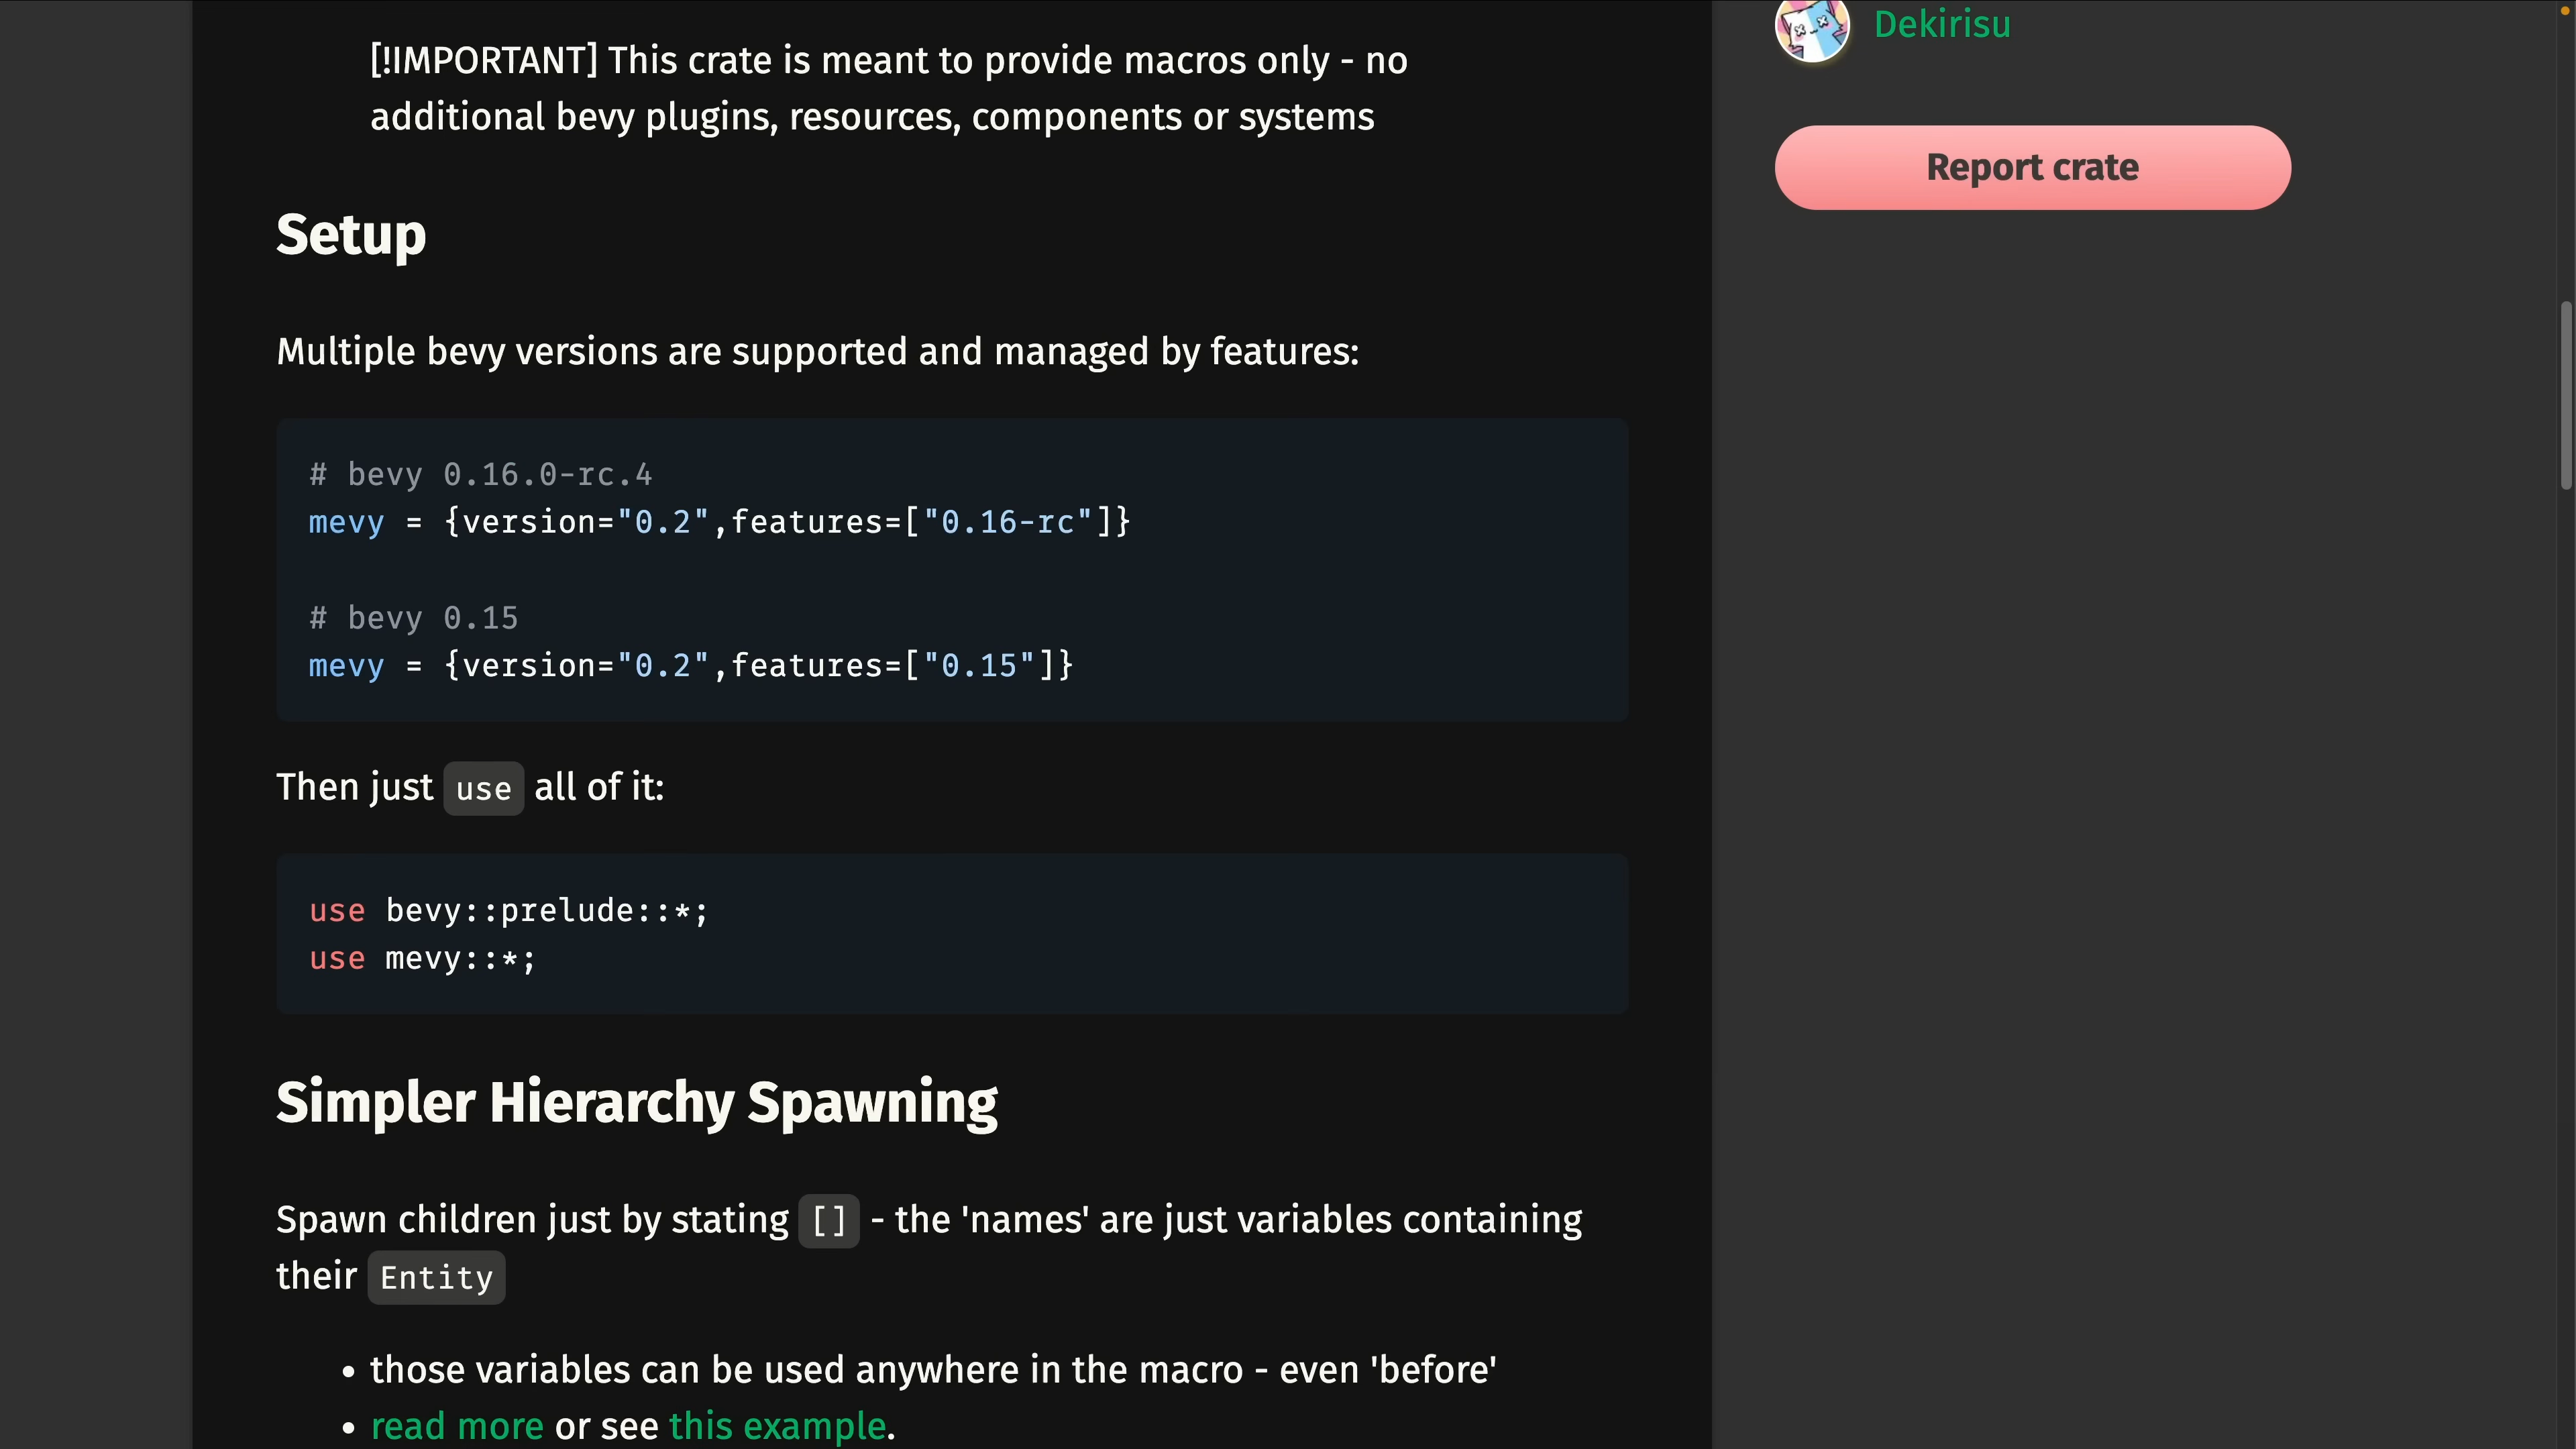 [!IMPORTANT] This crate is meant to provide macros only - no
additional bevy plugins, resources, components or systems
Setup
Multiple bevy versions are supported and managed by features:
# bevy 0.16.0-rc.4
mevy = {version="0.2",features=["0.16-rc"]}
# bevy 0.15
mevy = {version="0.2",features=["0.15"]}
Then just use all of it:
use bevy::prelude::*;
use mevy::*;
Simpler Hierarchy Spawning
Spawn children just by stating [] - the 'names' are just variables containing
their Entity
• those variables can be used anywhere in the macro - even 'before'
• read more or see this example.
Dekirisu
Report crate